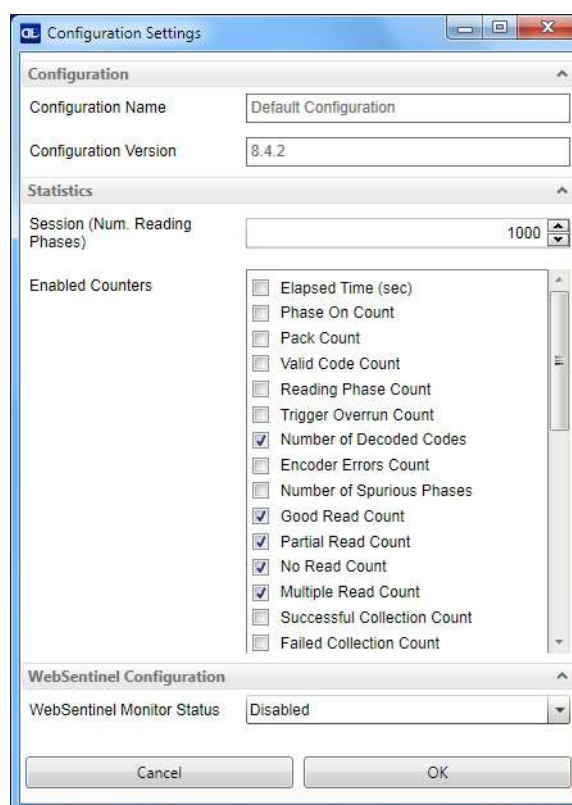 DL Configuration Settings
Configuration
Configuration Name Default Configuration
Configuration Version 8.4.2
Statistics
Session (Num. Reading
Phases) 1000
Enabled Counters
Elapsed Time (sec)
Phase On Count
Pack Count
Valid Code Count
Reading Phase Count
Trigger Overrun Count
Number of Decoded Codes
Encoder Errors Count
Number of Spurious Phases
Good Read Count
Partial Read Count
No Read Count
Multiple Read Count
Successful Collection Count
Failed Collection Count
WebSentinel Configuration
WebSentinel Monitor Status Disabled
Cancel OK